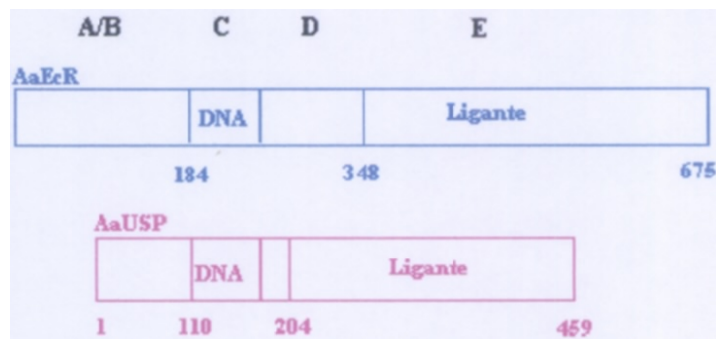 A/B C D E
AaEcR
DNA Ligante
184 348 675
AaUSP
DNA Ligante
1 110 204 459